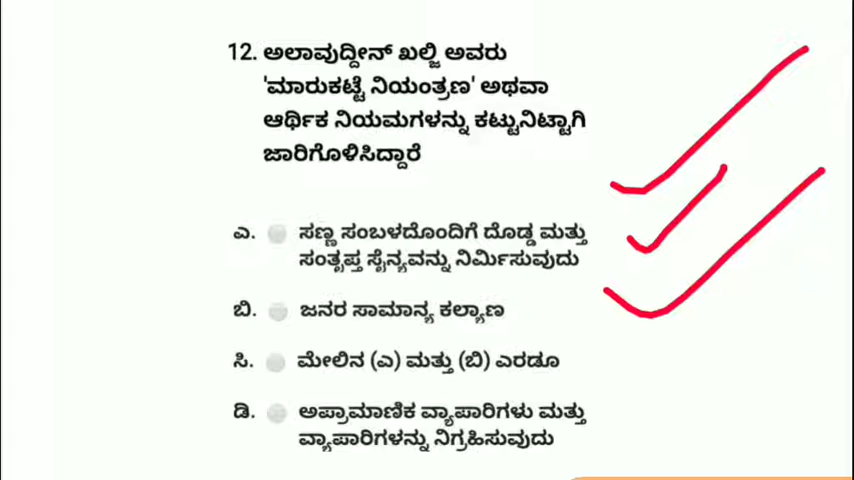 12. ಅಲಾವುದ್ದೀನ್ ಖಲ್ಜಿ ಅವರು
'ಮಾರುಕಟ್ಟೆ ನಿಯಂತ್ರಣ' ಅಥವಾ
ಆರ್ಥಿಕ ನಿಯಮಗಳನ್ನು ಕಟ್ಟುನಿಟ್ಟಾಗಿ
ಜಾರಿಗೊಳಿಸಿದ್ದಾರೆ
ಎ. ಸಣ್ಣ ಸಂಬಳದೊಂದಿಗೆ ದೊಡ್ಡ ಮತ್ತು
ಸಂತೃಪ್ತ ಸೈನ್ಯವನ್ನು ನಿರ್ಮಿಸುವುದು
ಬಿ. ಜನರ ಸಾಮಾನ್ಯ ಕಲ್ಯಾಣ
ಸಿ. ಮೇಲಿನ (ಎ) ಮತ್ತು (ಬಿ) ಎರಡೂ
ಡಿ. ಅಪ್ರಾಮಾಣಿಕ ವ್ಯಾಪಾರಿಗಳು ಮತ್ತು
ವ್ಯಾಪಾರಿಗಳನ್ನು ನಿಗ್ರಹಿಸುವುದು